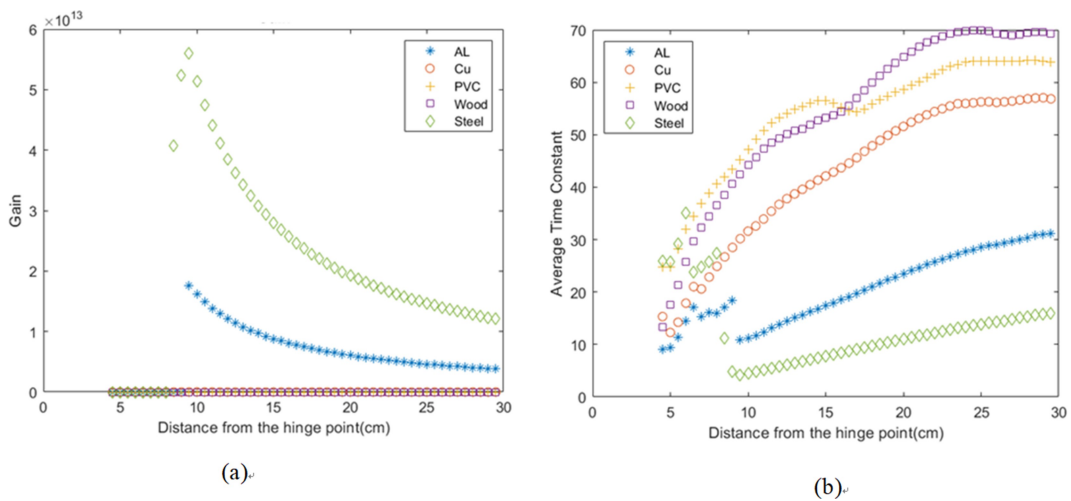 ×10^13
6
5
4
3
2
1
0
Gain
0
5
10
15
20
25
30
Distance from the hinge point(cm)
AL
Cu
PVC
Wood
Steel
(a)
70
60
50
40
30
20
10
0
Average Time Constant
0
5
10
15
20
25
30
Distance from the hinge point(cm)
AL
Cu
PVC
Wood
Steel
(b)